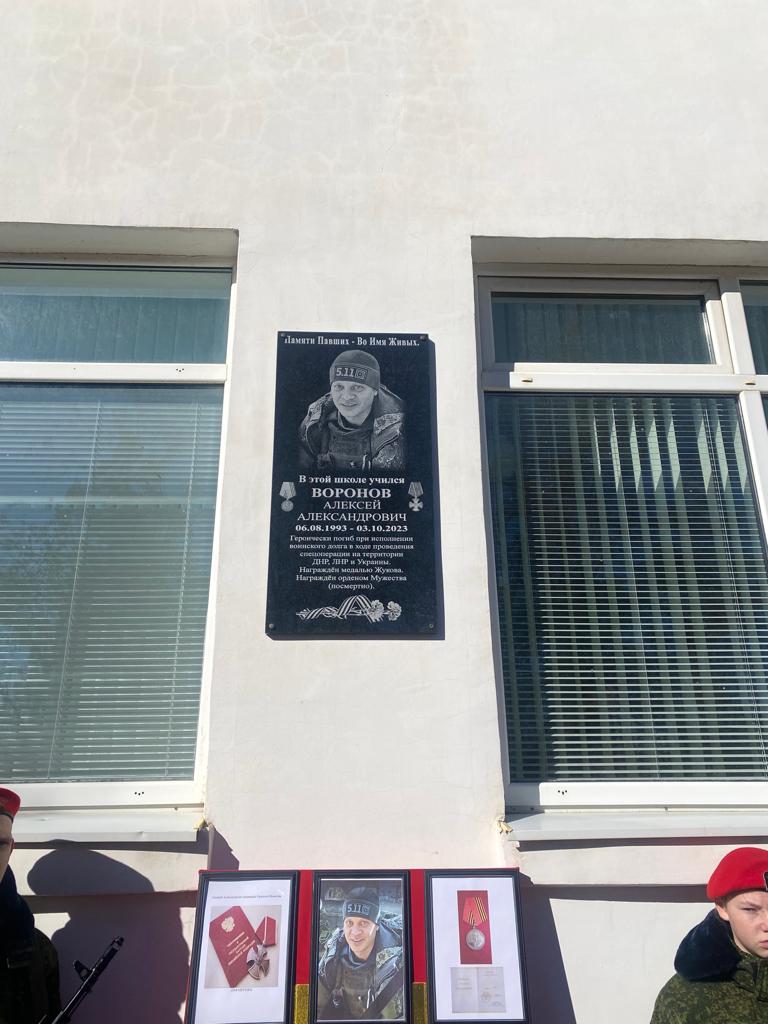 Памяти Павших - Во Имя Живых.
5.11
В этой школе учился
ВОРОНОВ
АЛЕКСЕЙ
АЛЕКСАНДРОВИЧ
06.08.1993 - 03.10.2023
Героически погиб при исполнении
воинского долга в ходе проведения
спецоперации на территории
ДНР, ЛНР и Украины.
Награждён медалью Жукова.
Награждён орденом Мужества
(посмертно).
5.11